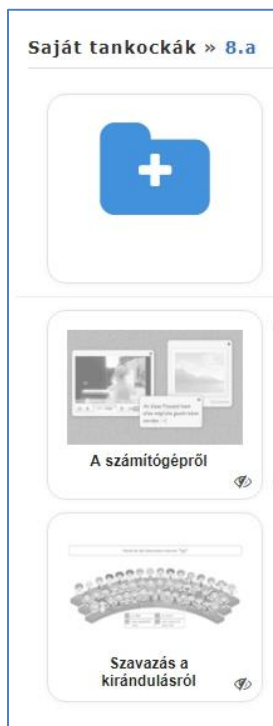 Saját tankockák » 8.a
A számítógépről
Szavazás a
kirándulásról